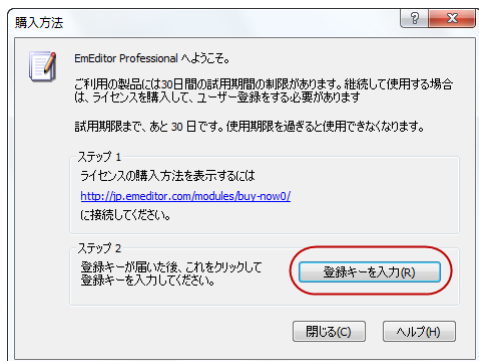 購入方法
EmEditor Professional へようこそ。
ご利用の製品には30日間の試用期間の制限があります。継続して使用する場合
は、ライセンスを購入して、ユーザー登録をする必要があります
試用期限まで、あと 30 日です。使用期限を過ぎると使用できなくなります。
ステップ 1
ライセンスの購入方法を表示するには
http://jp.emeditor.com/modules/buy-now0/
に接続してください。
ステップ 2
登録キーが届いた後、これをクリックして
登録キーを入力してください。
登録キーを入力(R)
閉じる(C)
ヘルプ(H)